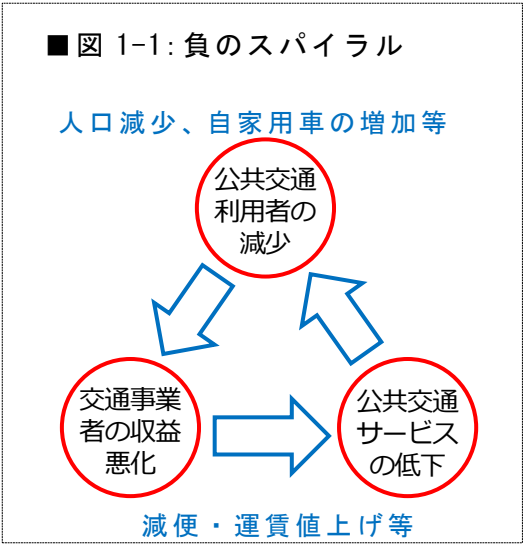 ■図 1-1:負のスパイラル
人口減少、自家用車の増加等
公共交通
利用者の
減少
交通事業
者の収益
悪化
公共交通
サービス
の低下
減便・運賃値上げ等